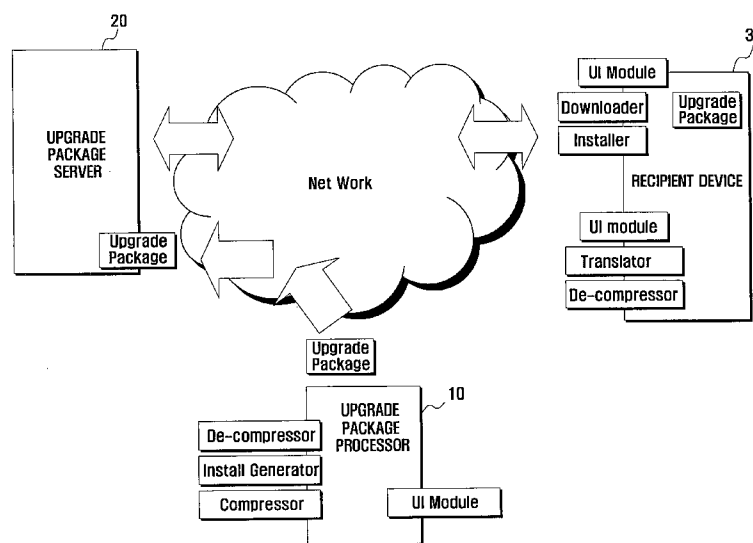 20
UPGRADE
PACKAGE
SERVER
Upgrade
Package
Net Work
3
UI Module
Downloader
Installer
Upgrade
Package
RECIPIENT DEVICE
UI module
Translator
De-compressor
Upgrade
Package
10
UPGRADE
PACKAGE
PROCESSOR
De-compressor
Install Generator
Compressor
UI Module